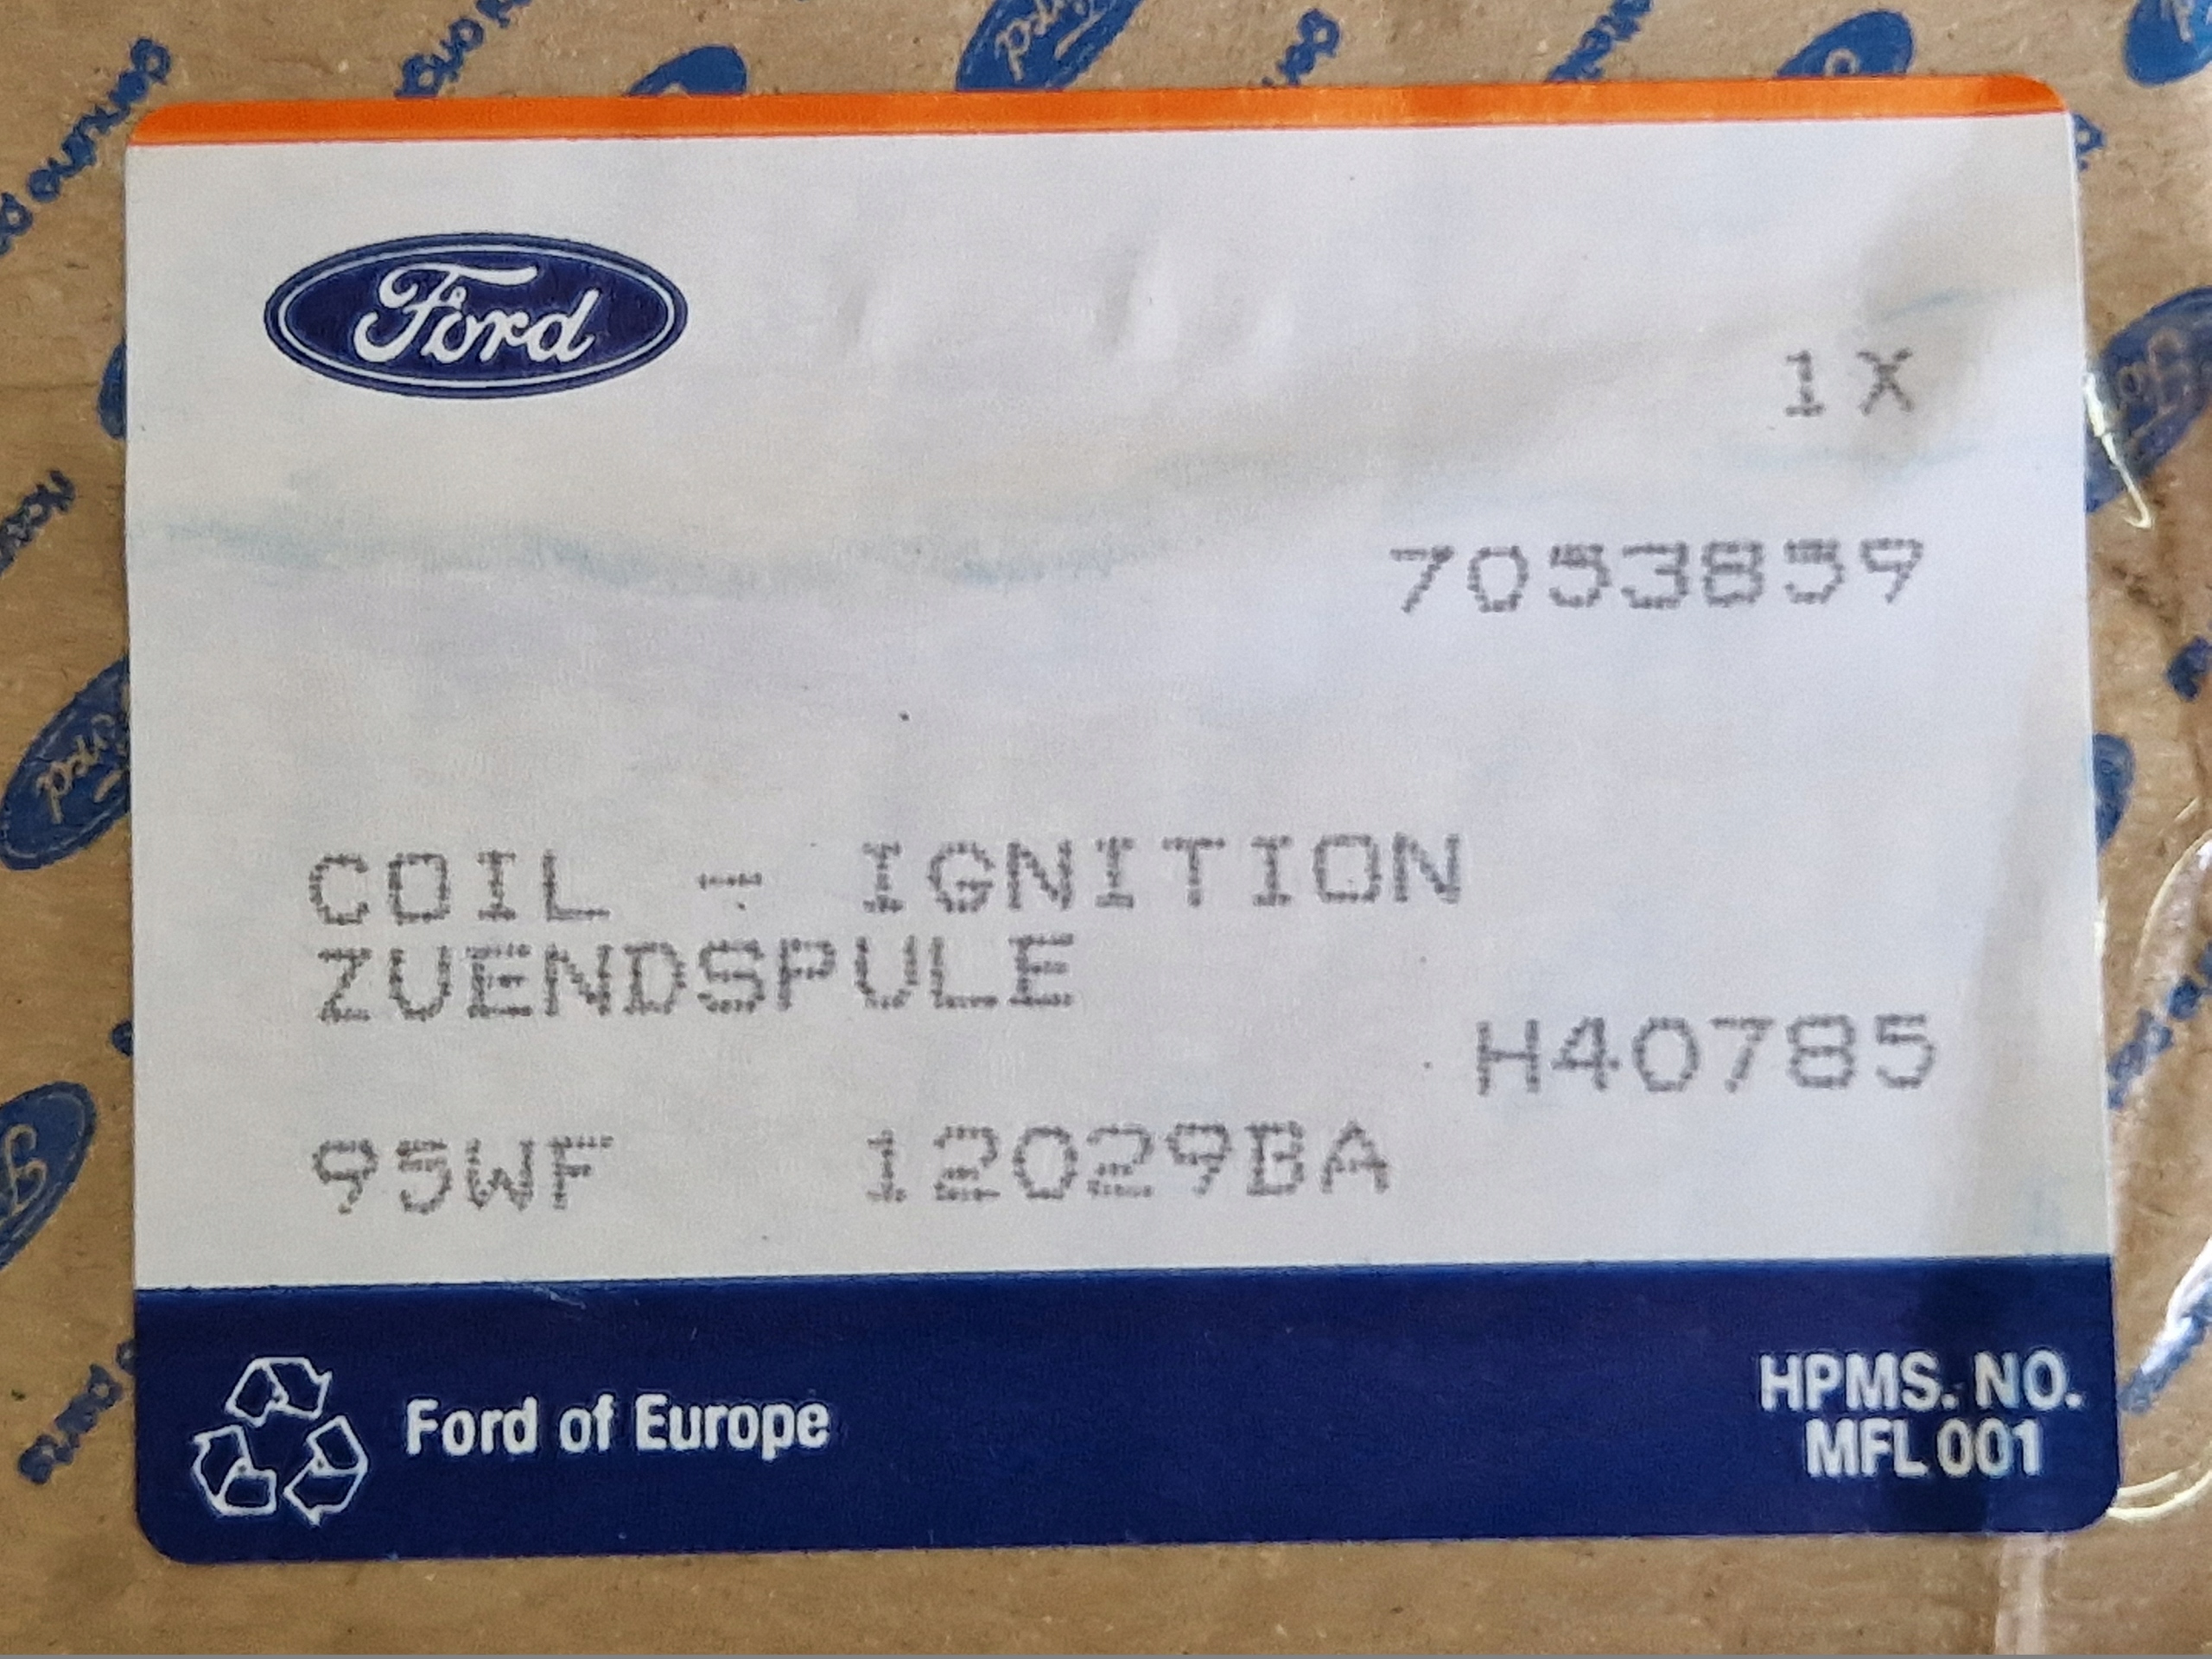 Ford
1X
7053859
COIL - IGNITION
ZUENDSPULE
H40785
95WF 12029BA
Ford of Europe
HPMS. NO.
MFL 001